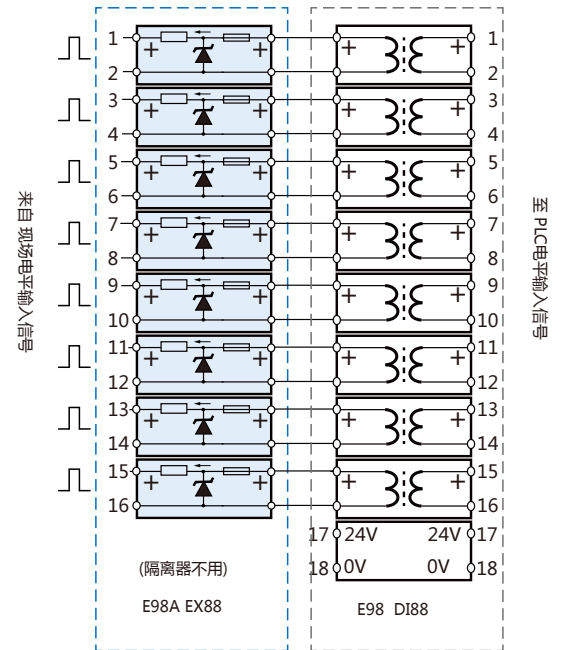 来自 现场电平输入信号
1
+ +
2
3
+ +
4
5
+ +
6
7
+ +
8
9
+ +
10
11
+ +
12
13
+ +
14
15
+ +
16
(隔离器不用)
E98A EX88
+ + 1
2
+ + 3
4
+ + 5
6
+ + 7
8
+ + 9
10
+ + 11
12
+ + 13
14
+ + 15
16
17 24V 24V 17
18 0V 0V 18
E98 DI88
至 PLC电平输入信号